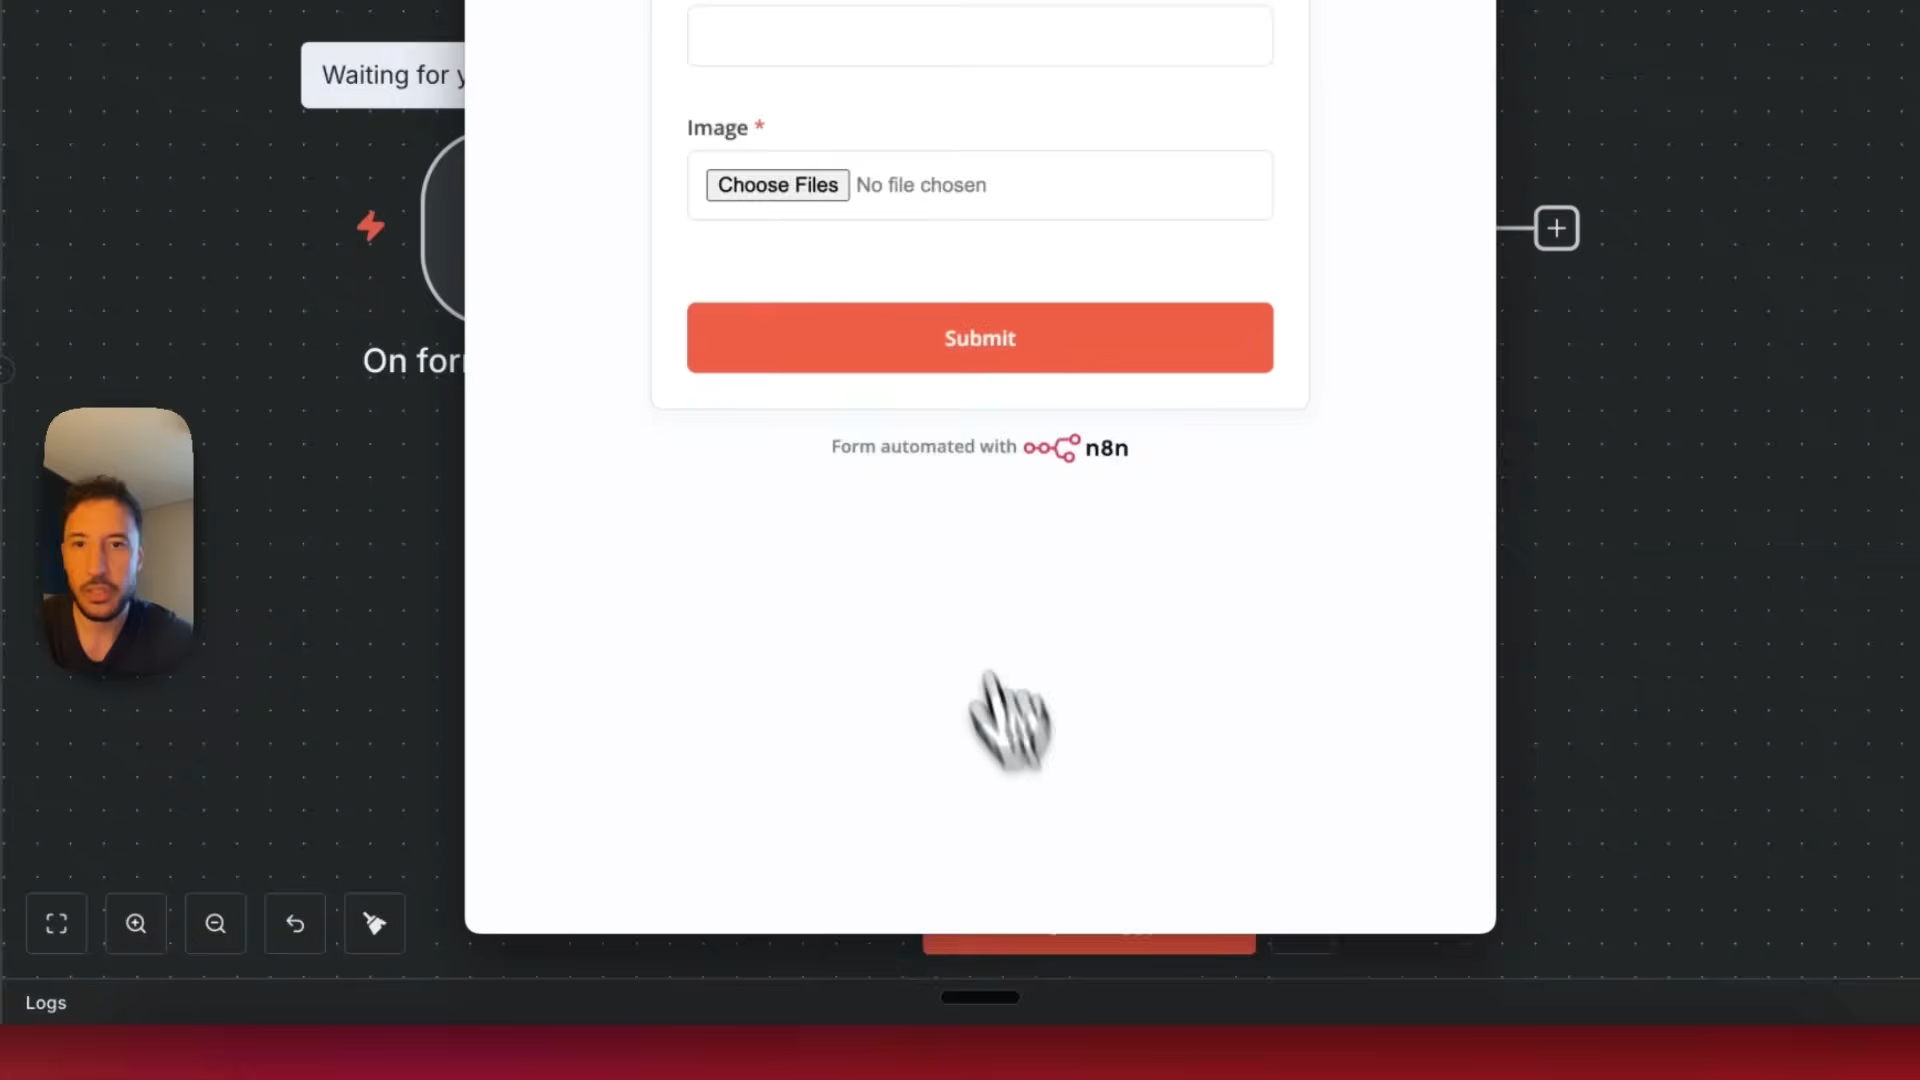 Waiting for y
Image *
Choose Files No file chosen
Submit
On for
Form automated with n8n
Logs